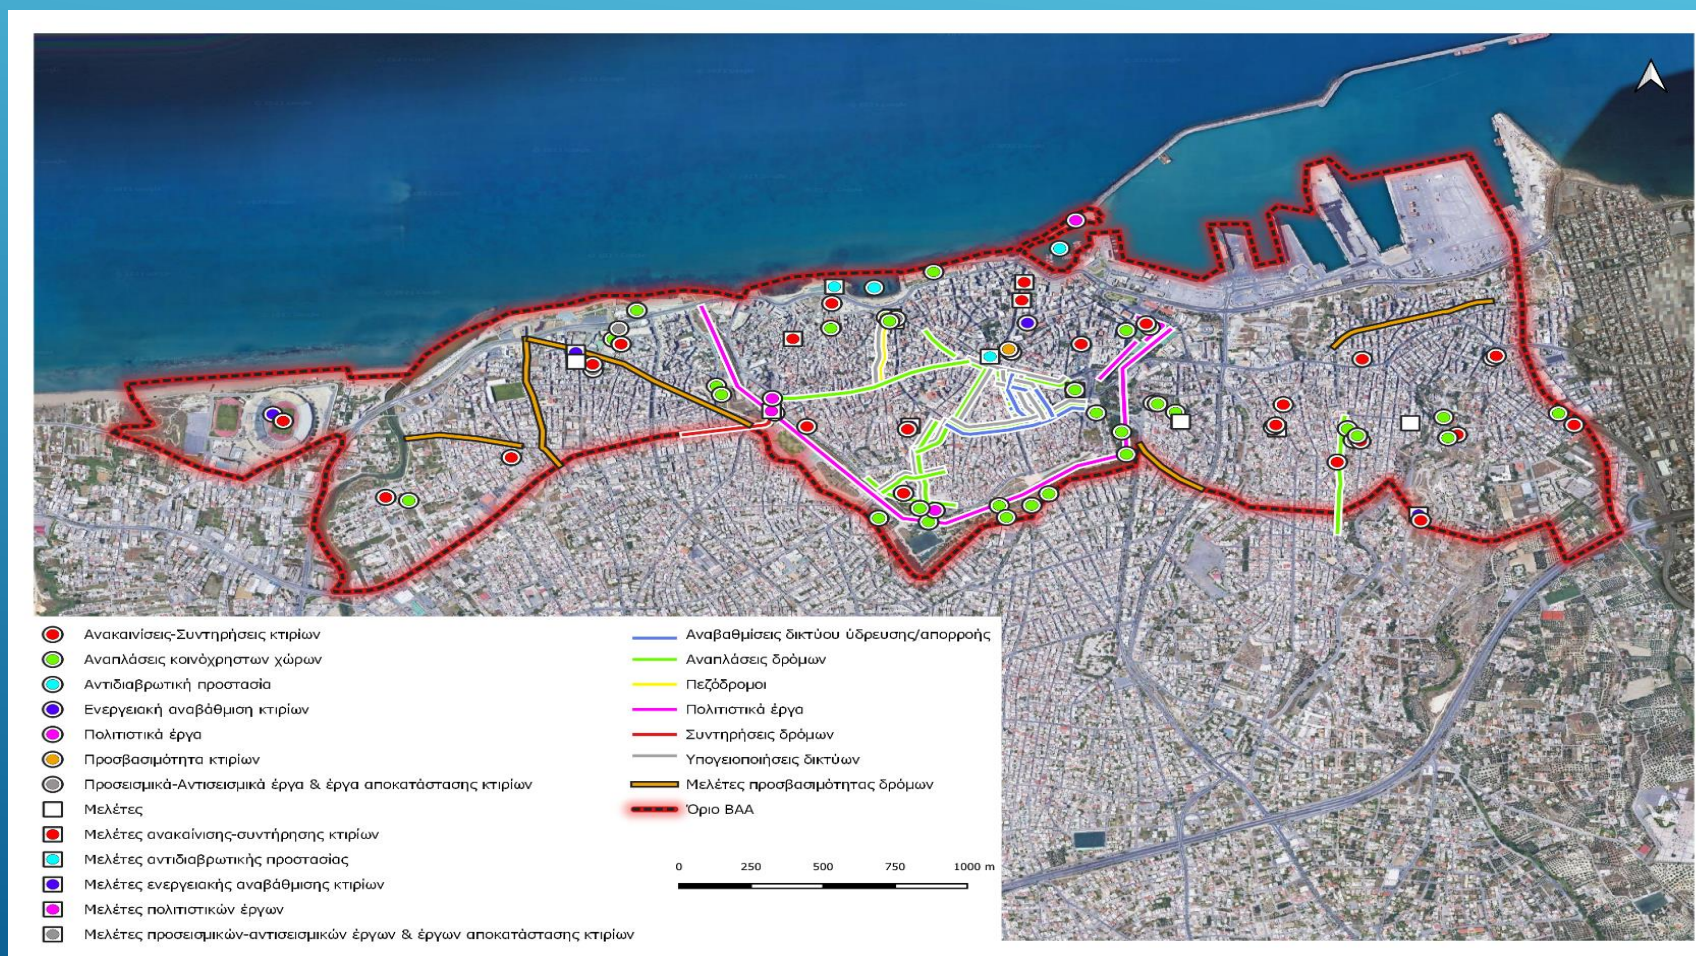 Ανακαινίσεις-Συντηρήσεις κτιρίων
Αναπλάσεις κοινόχρηστων χώρων
Αντιδιαβρωτική προστασία
Ενεργειακή αναβάθμιση κτιρίων
Πολιτιστικά έργα
Προσβασιμότητα κτιρίων
Προσεισμικά-Αντισεισμικά έργα & έργα αποκατάστασης κτιρίων
Μελέτες
Μελέτες ανακαίνισης-συντήρησης κτιρίων
Μελέτες αντιδιαβρωτικής προστασίας
Μελέτες ενεργειακής αναβάθμισης κτιρίων
Μελέτες πολιτιστικών έργων
Μελέτες προσεισμικών-αντισεισμικών έργων & έργων αποκατάστασης κτιρίων
Αναβαθμίσεις δικτύου ύδρευσης/απορροής
Αναπλάσεις δρόμων
Πεζόδρομοι
Πολιτιστικά έργα
Συντηρήσεις δρόμων
Υπογειοποιήσεις δικτύων
Μελέτες προσβασιμότητας δρόμων
Όριο ΒΑΑ
0 250 500 750 1000 m